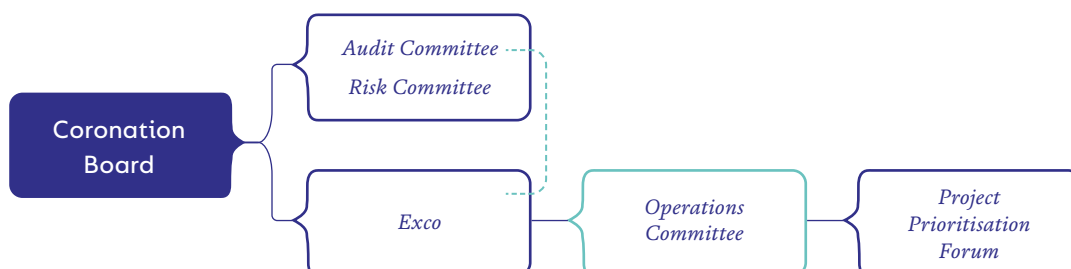 Coronation
Board
Audit Committee
Risk Committee
Exco
Operations
Committee
Project
Prioritisation
Forum